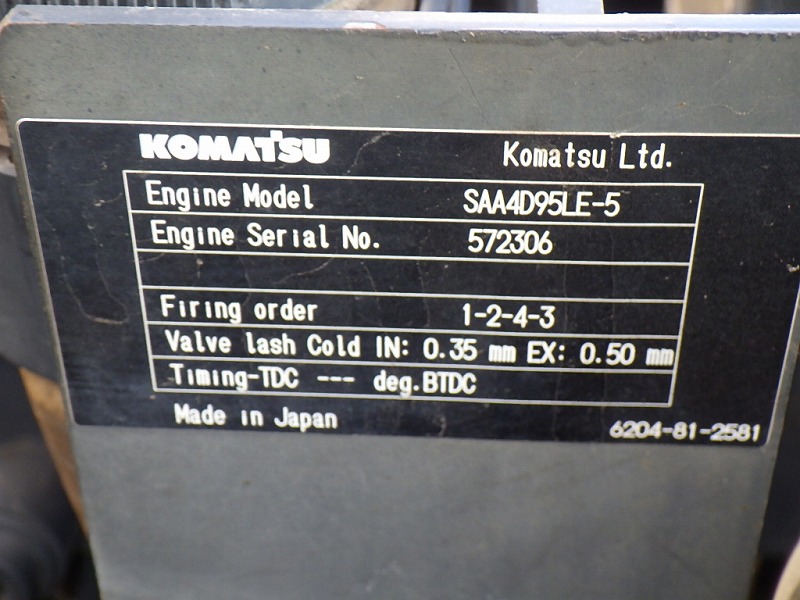 KOMATSU Komatsu Ltd.
Engine Model SAA4D95LE-5
Engine Serial No. 572306
Firing order 1-2-4-3
Valve lash Cold IN: 0.35 mm EX: 0.50 mm
Timing-TDC --- deg.BTDC
Made in Japan 6204-81-2581